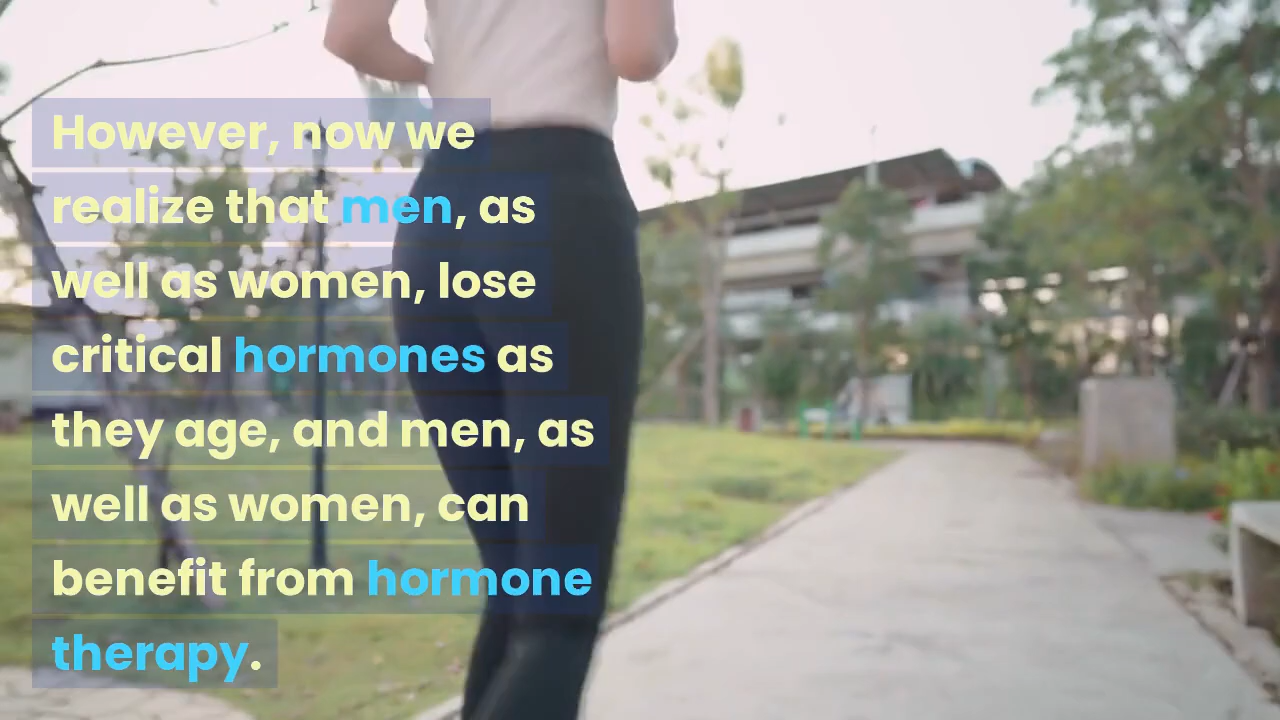 However, now we
realize that men, as
well as women, lose
critical hormones as
they age, and men, as
well as women, can
benefit from hormone
therapy.